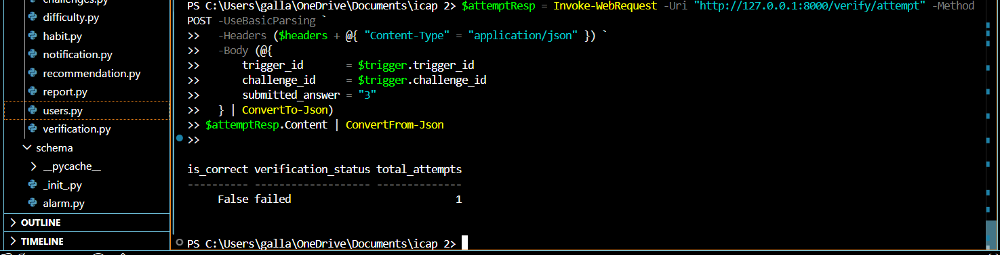 challenges.py
difficulty.py
habit.py
notification.py
recommendation.py
report.py
users.py
verification.py
schema
__pycache__
_init_.py
alarm.py
OUTLINE
TIMELINE
PS C:\Users\galla\OneDrive\Documents\icap 2> $attemptResp = Invoke-WebRequest -Uri "http://127.0.0.1:8000/verify/attempt" -Method
POST -UseBasicParsing `
>>   -Headers ($headers + @{ "Content-Type" = "application/json" }) `
>>   -Body (@{
>>       trigger_id       = $trigger.trigger_id
>>       challenge_id     = $trigger.challenge_id
>>       submitted_answer = "3"
>>   } | ConvertTo-Json)
>> $attemptResp.Content | ConvertFrom-Json
>>
is_correct verification_status total_attempts
---------- ------------------- --------------
     False failed                           1
PS C:\Users\galla\OneDrive\Documents\icap 2>